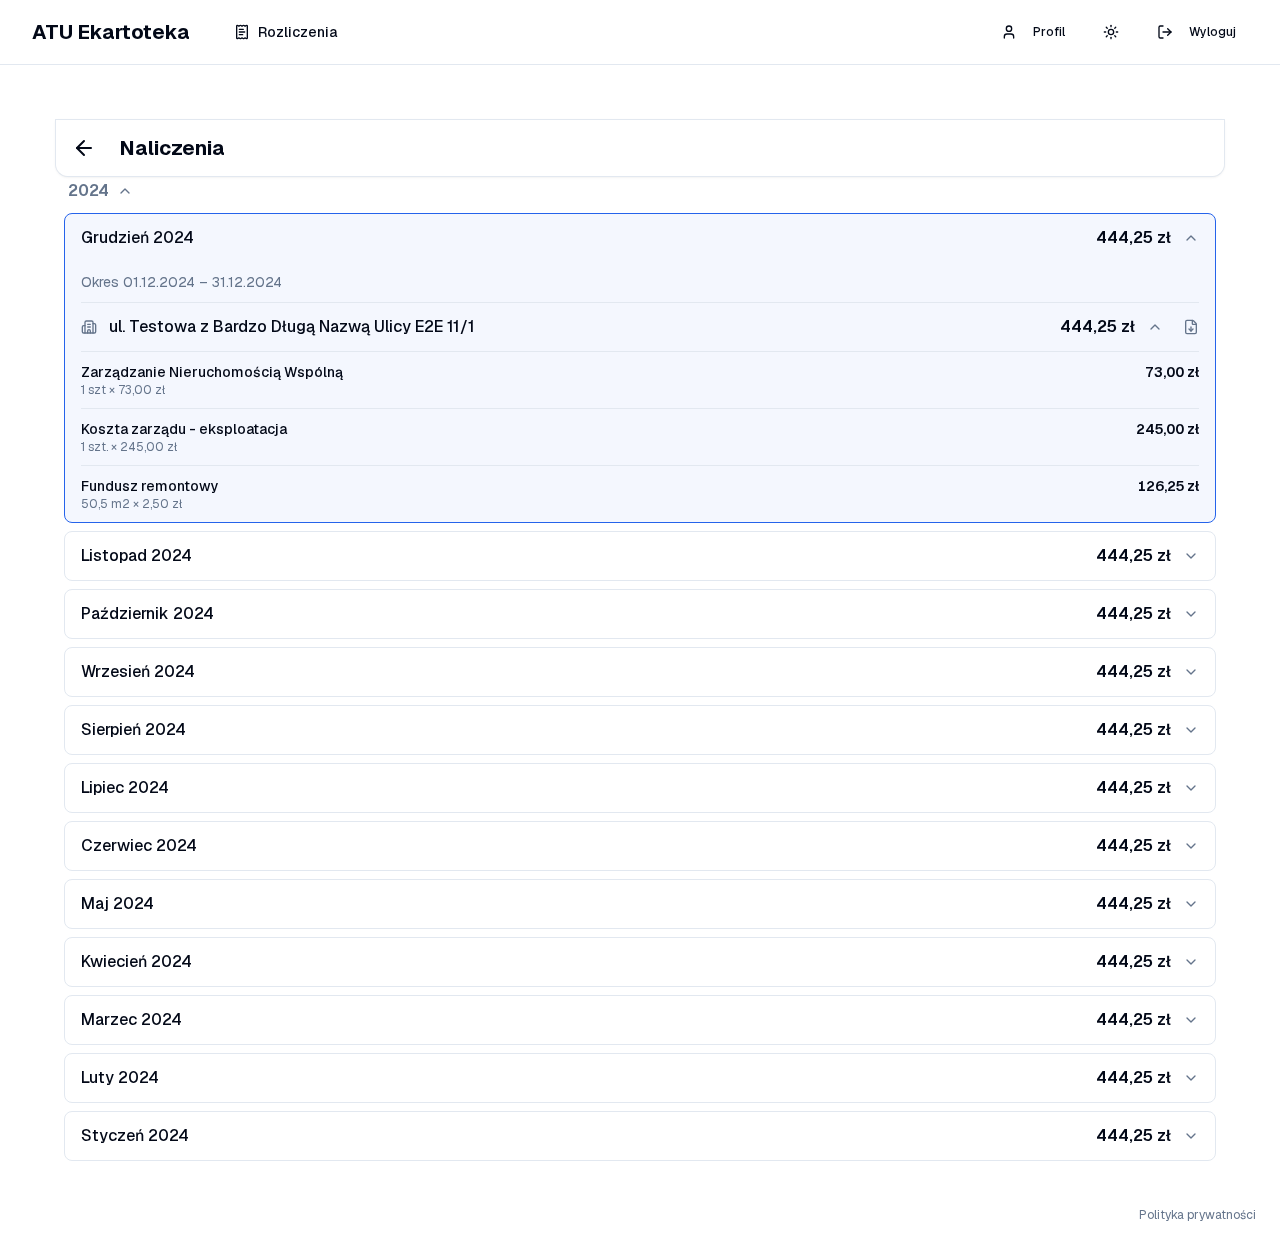 ATU Ekartoteka
Rozliczenia
Profil
Wyloguj
Naliczenia
2024
Grudzień 2024 444,25 zł
Okres 01.12.2024 – 31.12.2024
ul. Testowa z Bardzo Długą Nazwą Ulicy E2E 11/1 444,25 zł
Zarządzanie Nieruchomością Wspólną 73,00 zł
1 szt × 73,00 zł
Koszta zarządu - eksploatacja 245,00 zł
1 szt. × 245,00 zł
Fundusz remontowy 126,25 zł
50,5 m2 × 2,50 zł
Listopad 2024 444,25 zł
Październik 2024 444,25 zł
Wrzesień 2024 444,25 zł
Sierpień 2024 444,25 zł
Lipiec 2024 444,25 zł
Czerwiec 2024 444,25 zł
Maj 2024 444,25 zł
Kwiecień 2024 444,25 zł
Marzec 2024 444,25 zł
Luty 2024 444,25 zł
Styczeń 2024 444,25 zł
Polityka prywatności